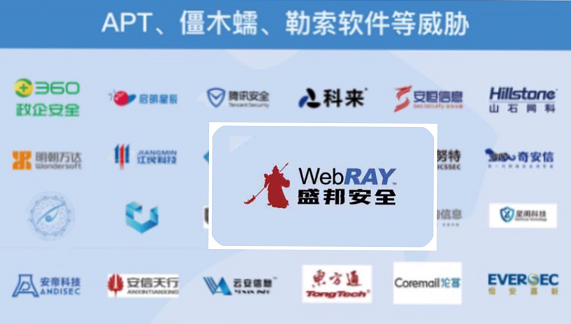 APT、僵木蠕、勒索软件等威胁
360
政企安全
启明星辰
腾讯安全
Tencent Security
科来
安恒信息
Hillstone
山石网科
明朝万达
Wondersoft
JIANGMIN
江民科技
WebRAY
盛邦安全
努特
奇安信
信息
星阑科技
安帝科技
ANDISEC
安信天行
ANXINTIANXING
云安信息
东方通
TongTech
Coremail论客
EVERSEC
恒安嘉新